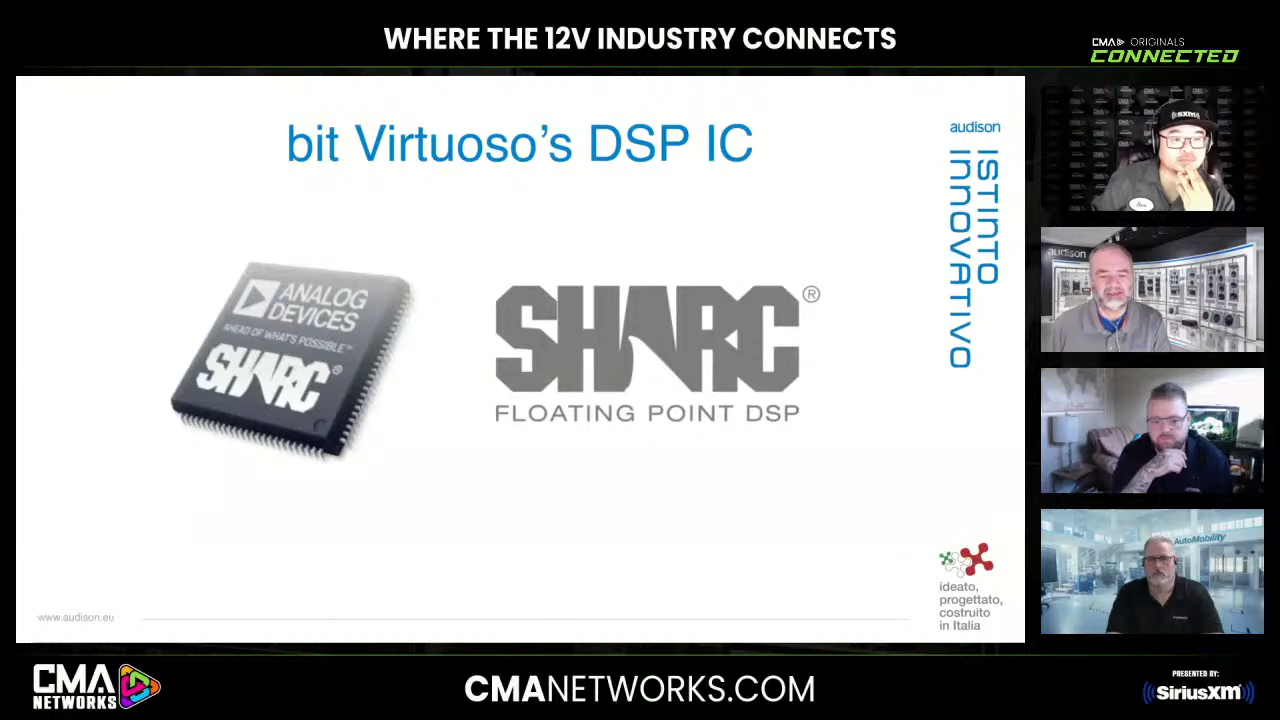 WHERE THE 12V INDUSTRY CONNECTS
CMA ORIGINALS
CONNECTED
bit Virtuoso's DSP IC
audison
ISTINTO
INNOVATIVO
ANALOG
DEVICES
AHEAD OF WHAT'S POSSIBLE™
SHARC®
SHARC®
FLOATING POINT DSP
ideato,
progettato,
costruito
in Italia
www.audison.eu
SXM
audison
AutoMobility
CMA
NETWORKS
CMANETWORKS.COM
PRESENTED BY:
SiriusXM